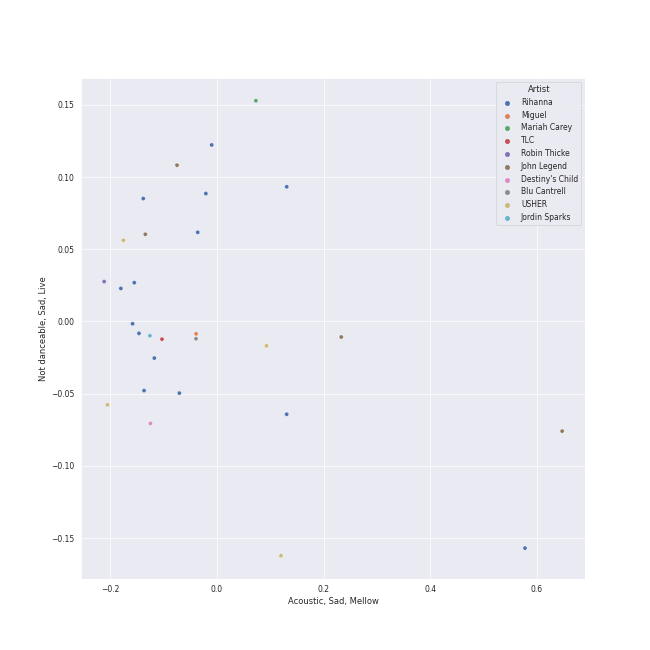 Artist
Rihanna
Miguel
Mariah Carey
TLC
Robin Thicke
John Legend
Destiny's Child
Blu Cantrell
USHER
Jordin Sparks
0.15
0.10
0.05
0.00
−0.05
−0.10
−0.15
Not danceable, Sad, Live
−0.2
0.0
0.2
0.4
0.6
Acoustic, Sad, Mellow